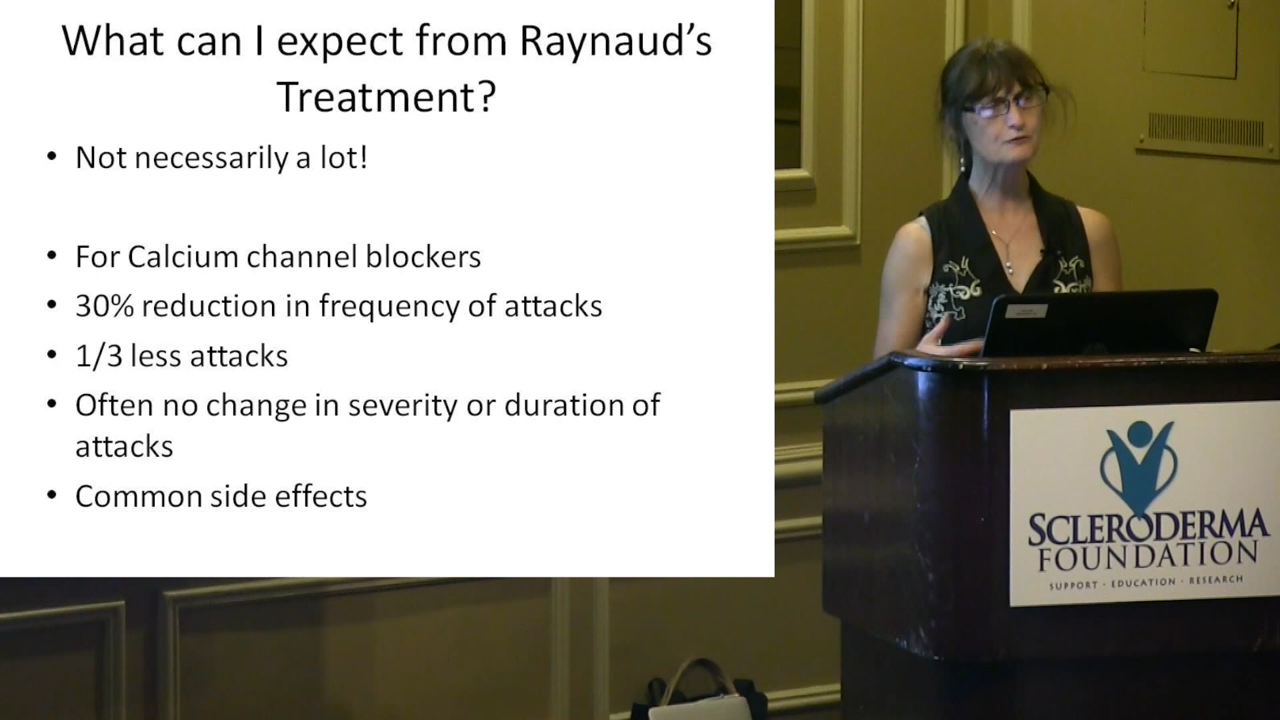 What can I expect from Raynaud's
Treatment?
• Not necessarily a lot!
• For Calcium channel blockers
• 30% reduction in frequency of attacks
• 1/3 less attacks
• Often no change in severity or duration of
attacks
• Common side effects
SCLERODERMA
FOUNDATION
SUPPORT · EDUCATION · RESEARCH